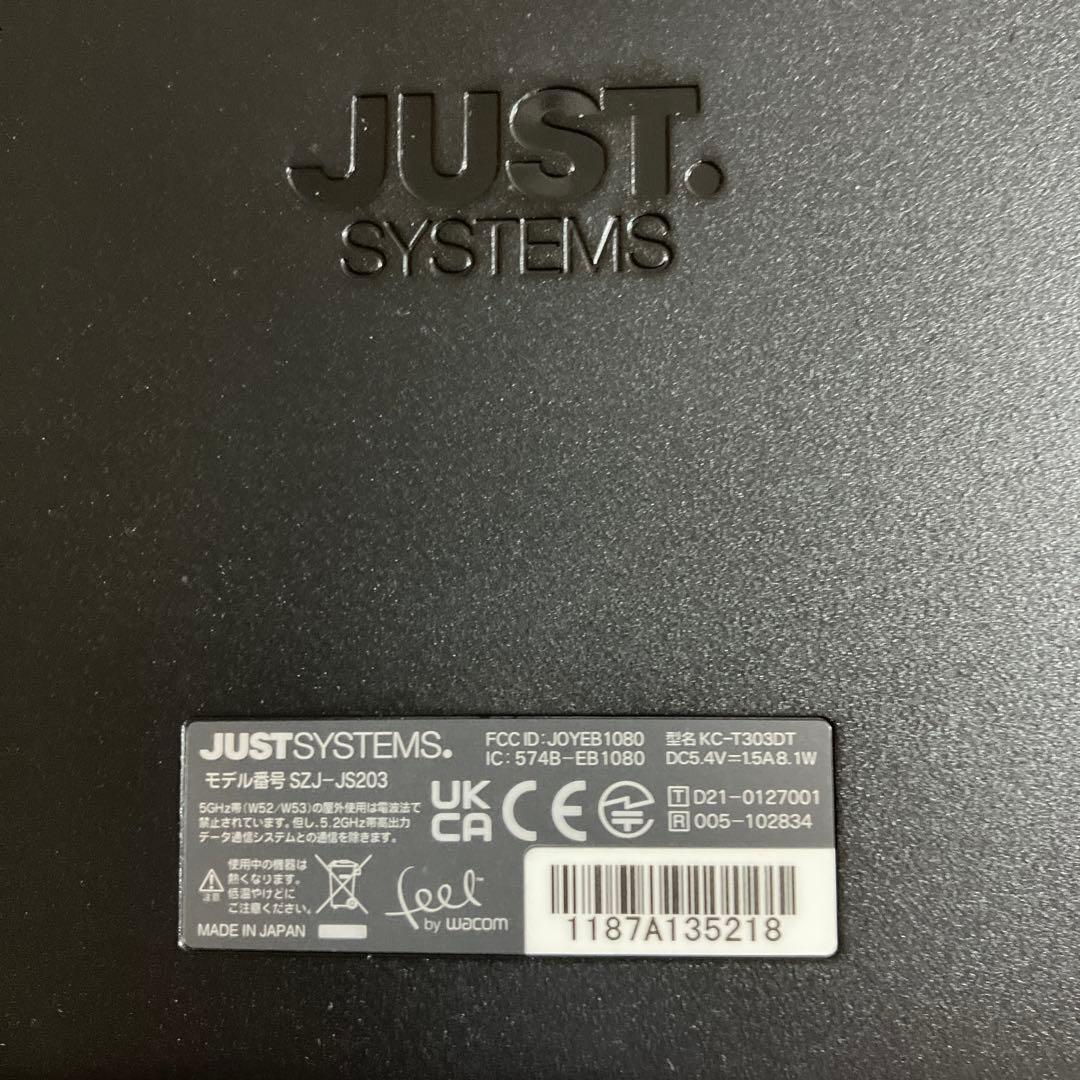 JUST.
SYSTEMS
JUSTSYSTEMS.
モデル番号 SZJ-JS203
FCC ID:JOYEB1080
IC:574B-EB1080
型名 KC-T303DT
DC5.4V⎓1.5A8.1W
5GHz帯(W52/W53)の屋外使用は電波法で
禁止されています。但し、5.2GHz帯高出力
データ通信システムとの通信を除きます。
UK
CA
CE
T D21-0127001
R 005-102834
注意
使用中の機器は
熱くなります。
低温やけどに
ご注意ください。
feel™
by wacom
MADE IN JAPAN
1187A135218